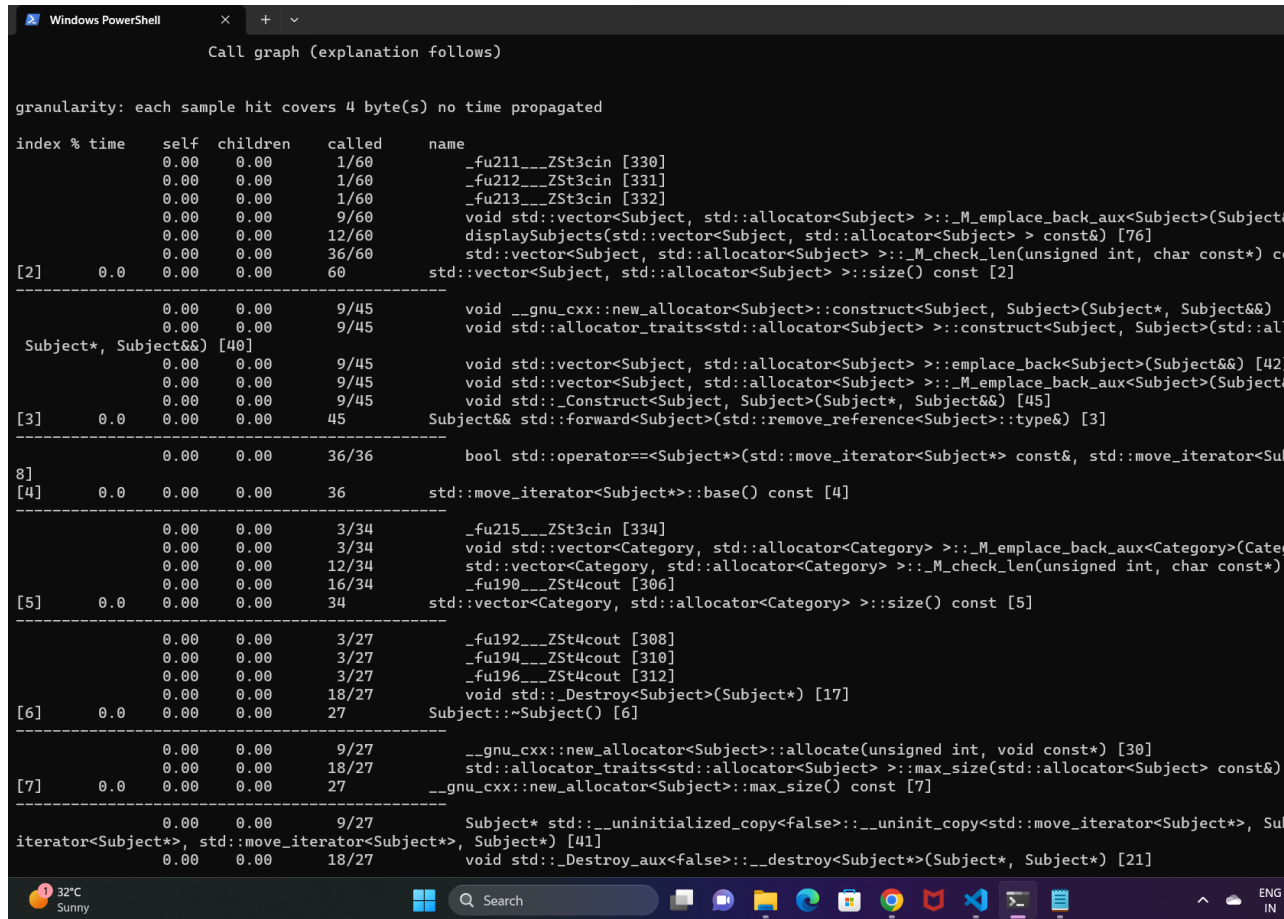 Windows PowerShell
Call graph (explanation follows)
granularity: each sample hit covers 4 byte(s) no time propagated
index % time    self  children    called     name
0.00    0.00       1/60          _fu211___ZSt3cin [330]
0.00    0.00       1/60          _fu212___ZSt3cin [331]
0.00    0.00       1/60          _fu213___ZSt3cin [332]
0.00    0.00       9/60          void std::vector<Subject, std::allocator<Subject> >::_M_emplace_back_aux<Subject>(Subject&
0.00    0.00      12/60          displaySubjects(std::vector<Subject, std::allocator<Subject> > const&) [76]
0.00    0.00      36/60          std::vector<Subject, std::allocator<Subject> >::_M_check_len(unsigned int, char const*) co
[2]      0.0    0.00    0.00      60         std::vector<Subject, std::allocator<Subject> >::size() const [2]
-----------------------------------------------
0.00    0.00       9/45          void __gnu_cxx::new_allocator<Subject>::construct<Subject, Subject>(Subject*, Subject&&)
0.00    0.00       9/45          void std::allocator_traits<std::allocator<Subject> >::construct<Subject, Subject>(std::al
Subject*, Subject&&) [40]
0.00    0.00       9/45          void std::vector<Subject, std::allocator<Subject> >::emplace_back<Subject>(Subject&&) [42
0.00    0.00       9/45          void std::vector<Subject, std::allocator<Subject> >::_M_emplace_back_aux<Subject>(Subject&
0.00    0.00       9/45          void std::_Construct<Subject, Subject>(Subject*, Subject&&) [45]
[3]      0.0    0.00    0.00      45         Subject&& std::forward<Subject>(std::remove_reference<Subject>::type&) [3]
-----------------------------------------------
0.00    0.00      36/36          bool std::operator==<Subject*>(std::move_iterator<Subject*> const&, std::move_iterator<Sub
8]
[4]      0.0    0.00    0.00      36         std::move_iterator<Subject*>::base() const [4]
-----------------------------------------------
0.00    0.00       3/34          _fu215___ZSt3cin [334]
0.00    0.00       3/34          void std::vector<Category, std::allocator<Category> >::_M_emplace_back_aux<Category>(Categ
0.00    0.00      12/34          std::vector<Category, std::allocator<Category> >::_M_check_len(unsigned int, char const*)
0.00    0.00      16/34          _fu190___ZSt4cout [306]
[5]      0.0    0.00    0.00      34         std::vector<Category, std::allocator<Category> >::size() const [5]
-----------------------------------------------
0.00    0.00       3/27          _fu192___ZSt4cout [308]
0.00    0.00       3/27          _fu194___ZSt4cout [310]
0.00    0.00       3/27          _fu196___ZSt4cout [312]
0.00    0.00      18/27          void std::_Destroy<Subject>(Subject*) [17]
[6]      0.0    0.00    0.00      27         Subject::~Subject() [6]
-----------------------------------------------
0.00    0.00       9/27          __gnu_cxx::new_allocator<Subject>::allocate(unsigned int, void const*) [30]
0.00    0.00      18/27          std::allocator_traits<std::allocator<Subject> >::max_size(std::allocator<Subject> const&)
[7]      0.0    0.00    0.00      27         __gnu_cxx::new_allocator<Subject>::max_size() const [7]
-----------------------------------------------
0.00    0.00       9/27          Subject* std::__uninitialized_copy<false>::__uninit_copy<std::move_iterator<Subject*>, Sub
iterator<Subject*>, std::move_iterator<Subject*>, Subject*) [41]
0.00    0.00      18/27          void std::_Destroy_aux<false>::__destroy<Subject*>(Subject*, Subject*) [21]
1 32°C
Sunny
Search
ENG
IN